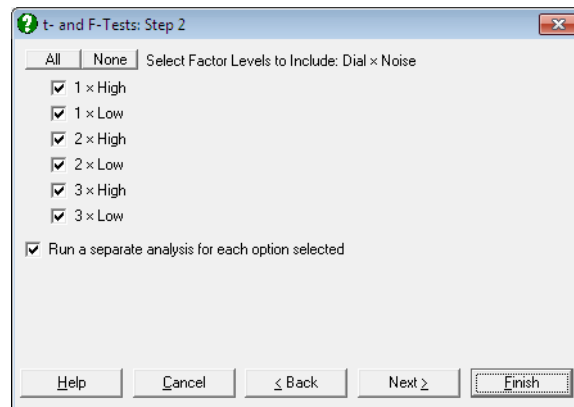 t- and F-Tests: Step 2
All None Select Factor Levels to Include: Dial × Noise
1 × High
1 × Low
2 × High
2 × Low
3 × High
3 × Low
Run a separate analysis for each option selected
Help Cancel < Back Next > Finish